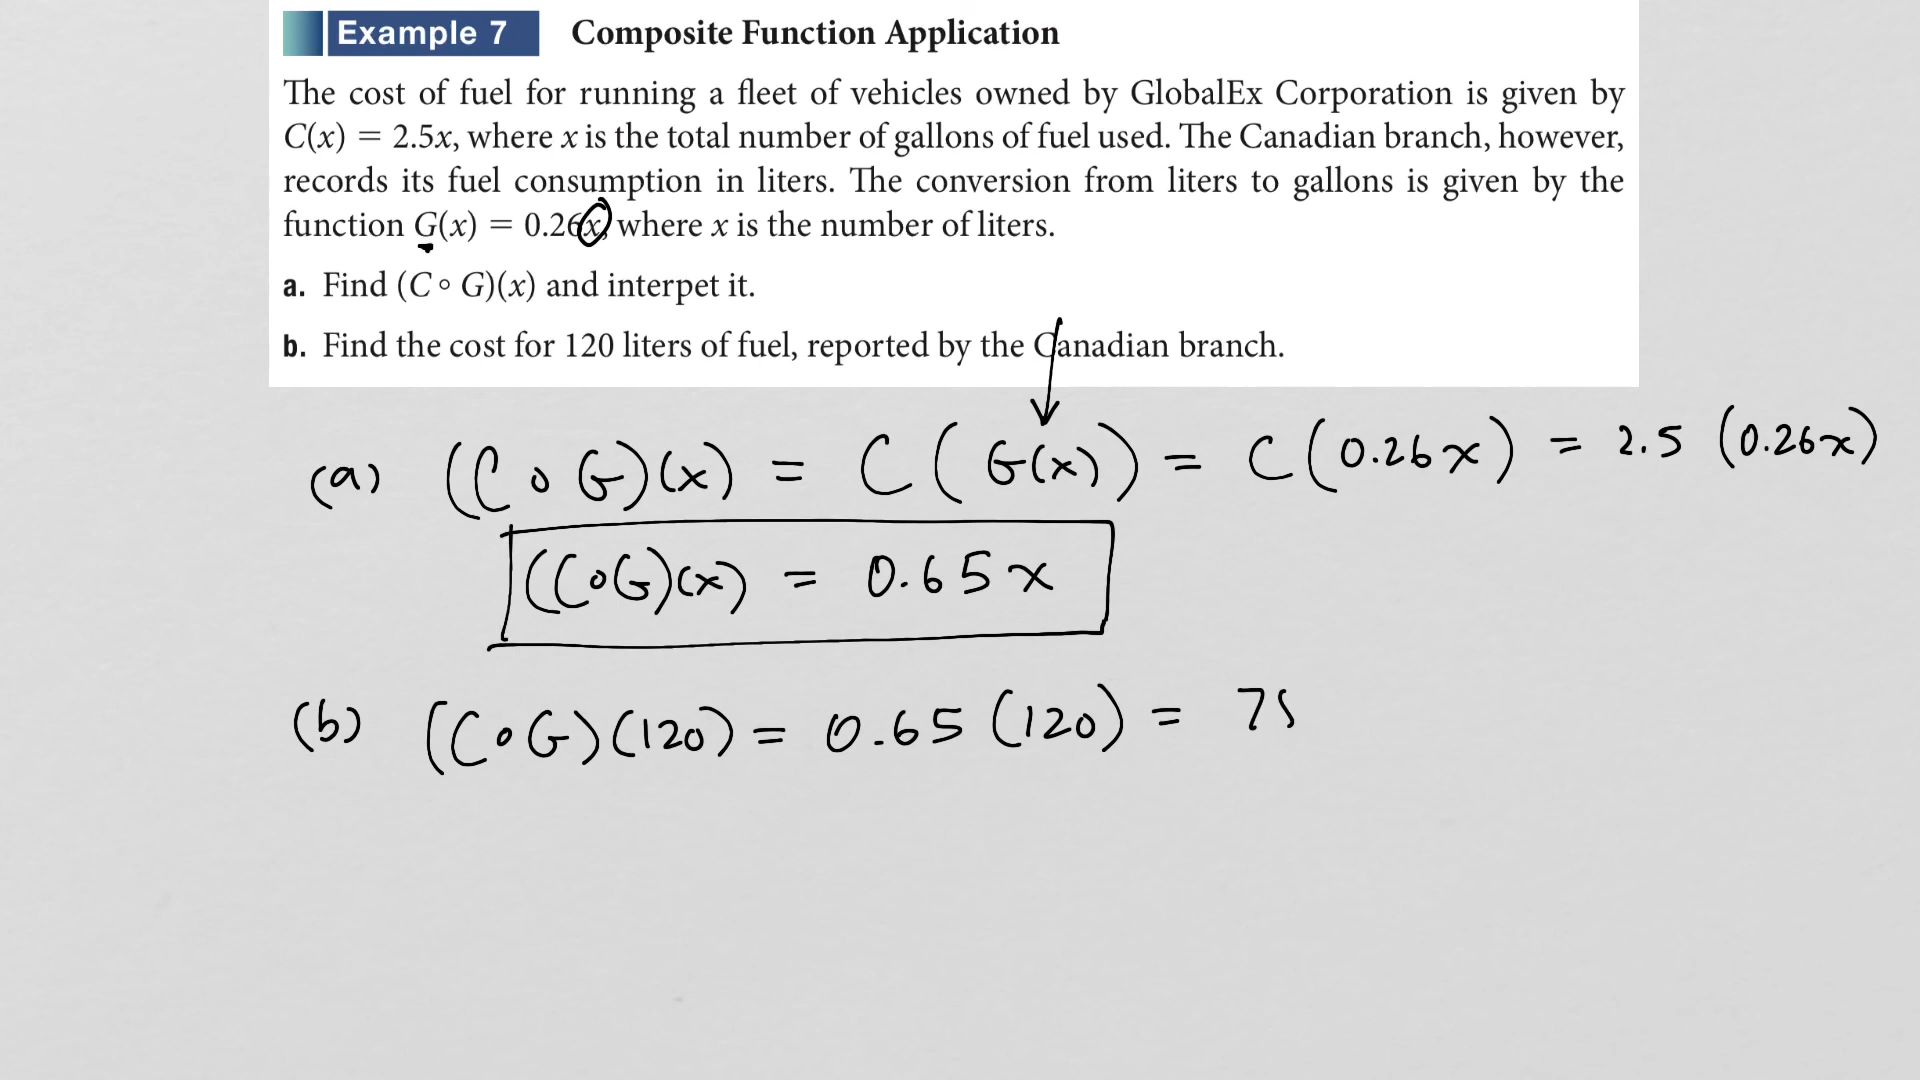 Example 7 Composite Function Application
The cost of fuel for running a fleet of vehicles owned by GlobalEx Corporation is given by
C(x) = 2.5x, where x is the total number of gallons of fuel used. The Canadian branch, however,
records its fuel consumption in liters. The conversion from liters to gallons is given by the
function G(x) = 0.26x, where x is the number of liters.
a. Find (C ∘ G)(x) and interpet it.
b. Find the cost for 120 liters of fuel, reported by the Canadian branch.
(a) (C ∘ G)(x) = C(G(x)) = C(0.26x) = 2.5 (0.26x)
(C∘G)(x) = 0.65x
(b) (C∘G)(120) = 0.65 (120) = 7